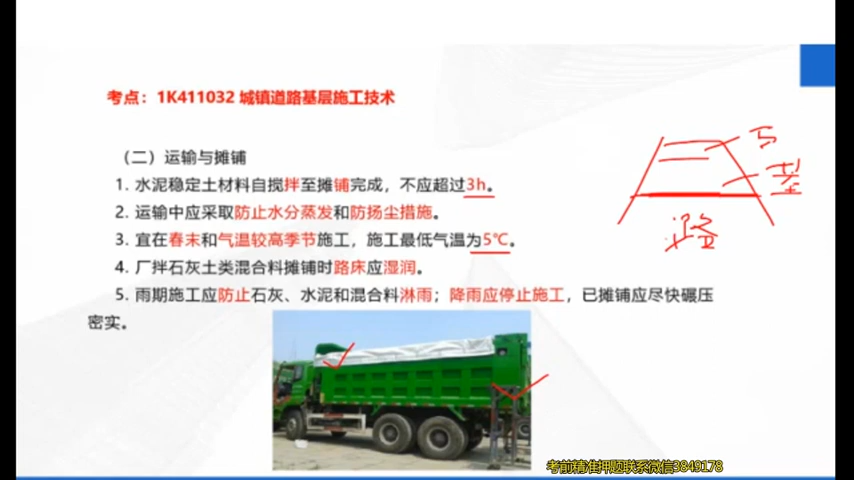 考点：1K411032 城镇道路基层施工技术
（二）运输与摊铺
1. 水泥稳定土材料自搅拌至摊铺完成，不应超过3h。
2. 运输中应采取防止水分蒸发和防扬尘措施。
3. 宜在春末和气温较高季节施工，施工最低气温为5℃。
4. 厂拌石灰土类混合料摊铺时路床应湿润。
5. 雨期施工应防止石灰、水泥和混合料淋雨；降雨应停止施工，已摊铺应尽快碾压
密实。
路
考前精准押题联系微信3849178